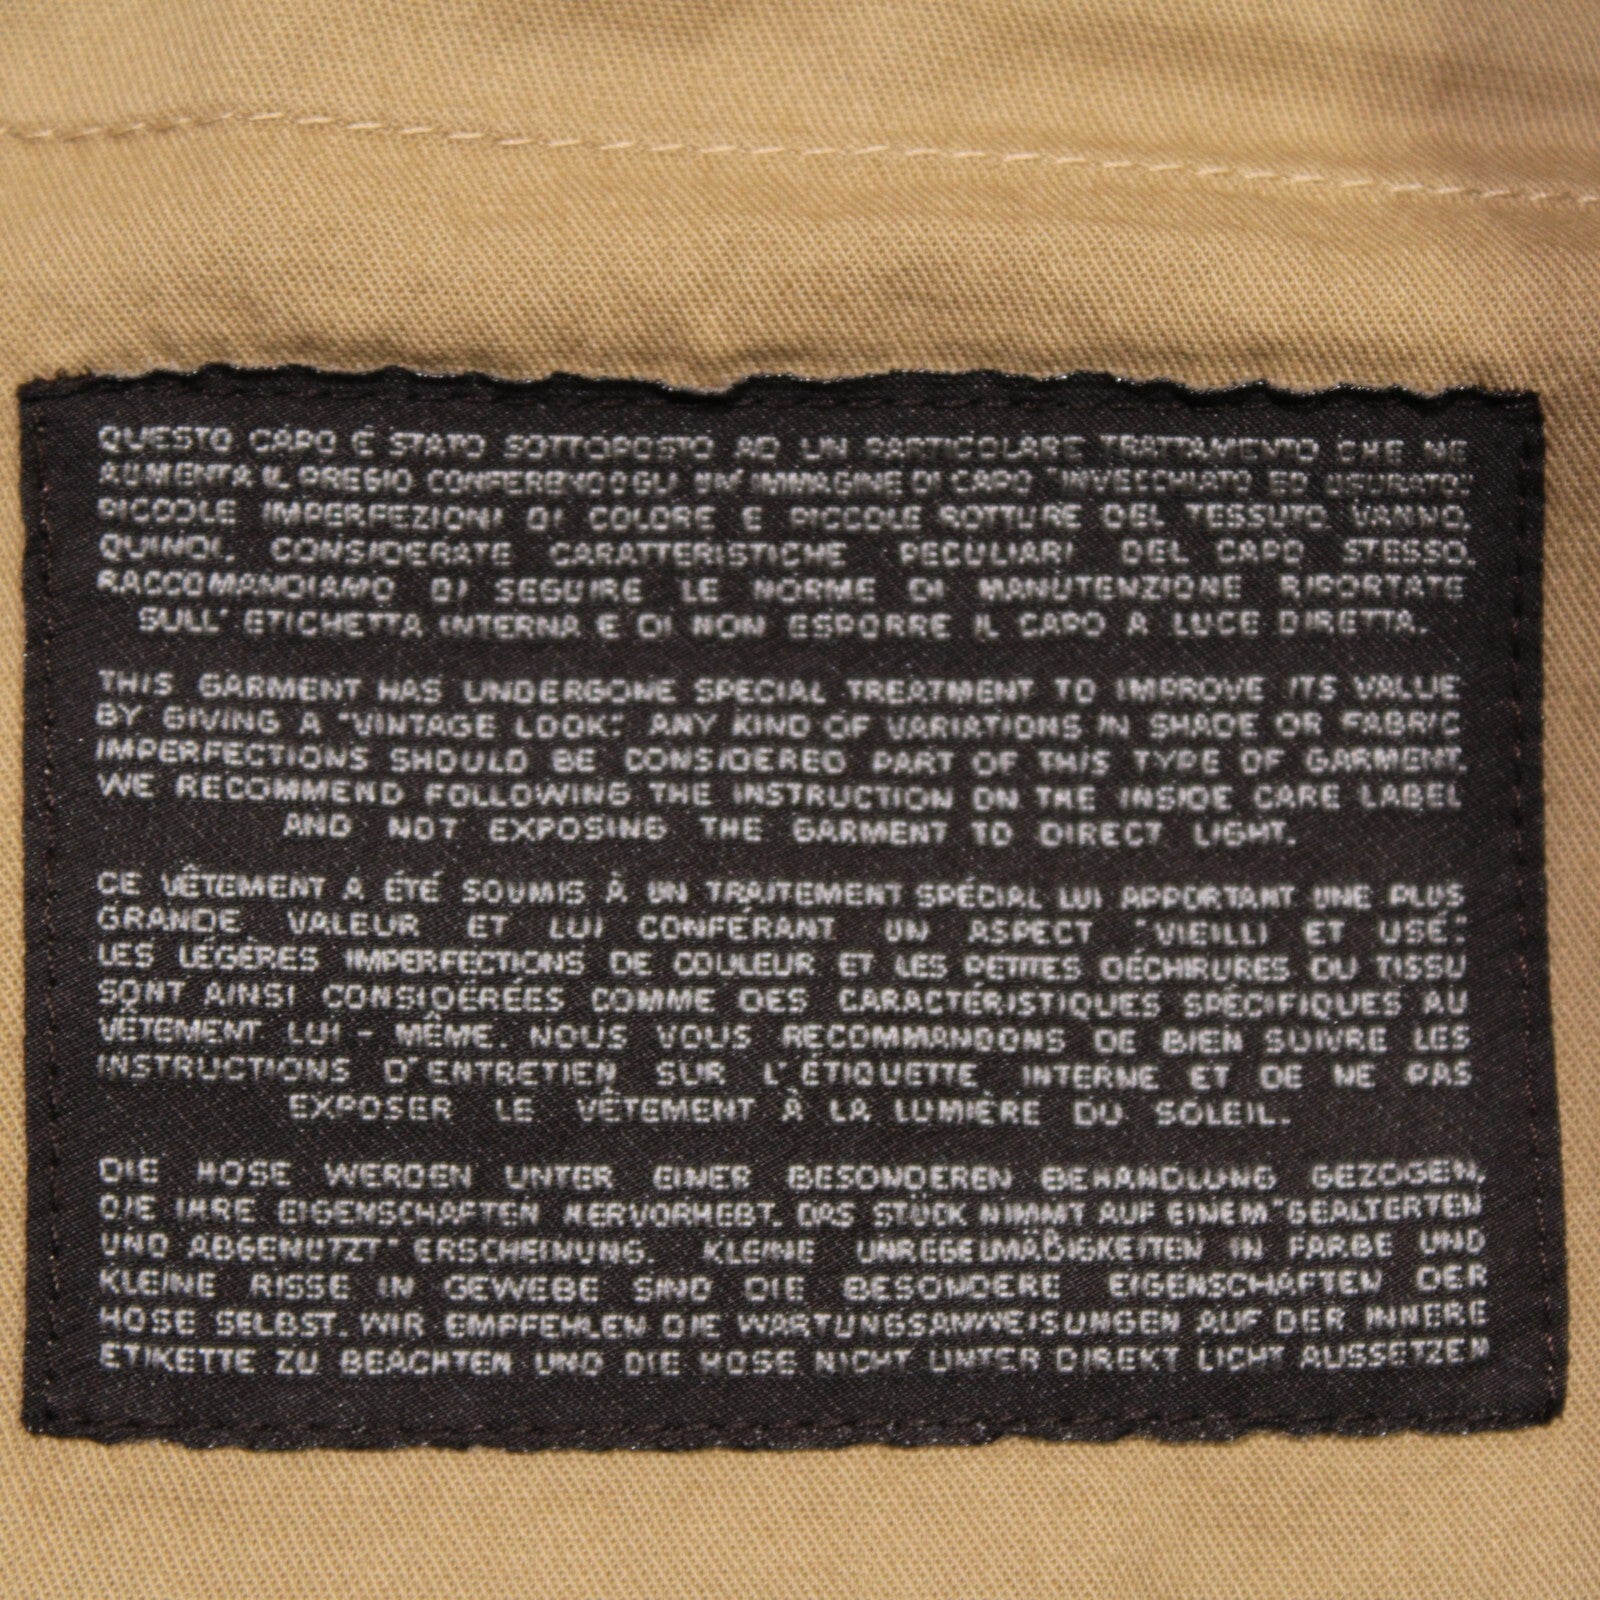 QUESTO CAPO E STATO SOTTOPOSTO AD UN PARTICOLARE TRATTAMENTO CHE NE
AUMENTA IL PREGIO CONFERENDOGLI UN' IMMAGINE DI CAPO "INVECCHIATO ED USURATO".
PICCOLE IMPERFEZIONI DI COLORE E PICCOLE ROTTURE DEL TESSUTO VANNO,
QUINDI, CONSIDERATE CARATTERISTICHE PECULIARI DEL CAPO STESSO.
RACCOMANDIAMO DI SEGUIRE LE NORME DI MANUTENZIONE RIPORTATE
SULL' ETICHETTA INTERNA E DI NON ESPORRE IL CAPO A LUCE DIRETTA.
THIS GARMENT HAS UNDERGONE SPECIAL TREATMENT TO IMPROVE ITS VALUE
BY GIVING A "VINTAGE LOOK". ANY KIND OF VARIATIONS IN SHADE OR FABRIC
IMPERFECTIONS SHOULD BE CONSIDERED PART OF THIS TYPE OF GARMENT.
WE RECOMMEND FOLLOWING THE INSTRUCTION ON THE INSIDE CARE LABEL
AND NOT EXPOSING THE GARMENT TO DIRECT LIGHT.
CE VÊTEMENT A ÉTÉ SOUMIS À UN TRAITEMENT SPÉCIAL LUI APPORTANT UNE PLUS
GRANDE VALEUR ET LUI CONFÉRANT UN ASPECT "VIEILLI ET USÉ".
LES LÉGÈRES IMPERFECTIONS DE COULEUR ET LES PETITES DÉCHIRURES DU TISSU
SONT AINSI CONSIDÉRÉES COMME DES CARACTÉRISTIQUES SPÉCIFIQUES AU
VÊTEMENT LUI - MÊME. NOUS VOUS RECOMMANDONS DE BIEN SUIVRE LES
INSTRUCTIONS D' ENTRETIEN SUR L' ÉTIQUETTE INTERNE ET DE NE PAS
EXPOSER LE VÊTEMENT À LA LUMIÈRE DU SOLEIL.
DIE HOSE WERDEN UNTER EINER BESONDEREN BEHANDLUNG GEZOGEN,
DIE IHRE EIGENSCHAFTEN HERVORHEBT. DAS STÜCK NIMMT AUF EINEM "GEALTERTEN
UND ABGENUTZT" ERSCHEINUNG. KLEINE UNREGELMÄßIGKEITEN IN FARBE UND
KLEINE RISSE IN GEWEBE SIND DIE BESONDERE EIGENSCHAFTEN DER
HOSE SELBST. WIR EMPFEHLEN DIE WARTUNGSANWEISUNGEN AUF DER INNERE
ETIKETTE ZU BEACHTEN UND DIE HOSE NICHT UNTER DIREKT LICHT AUSSETZEN